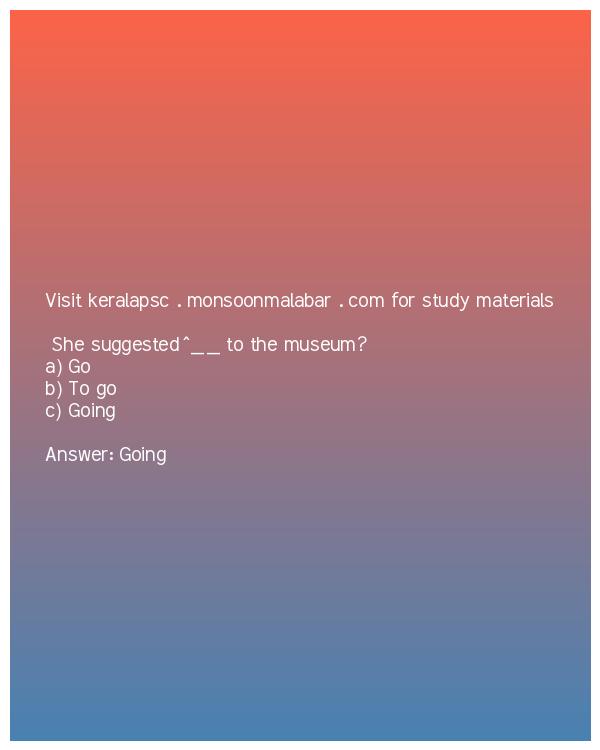 Visit keralapsc . monsoonmalabar . com for study materials
She suggested^__ to the museum?
a) Go
b) To go
c) Going
Answer: Going